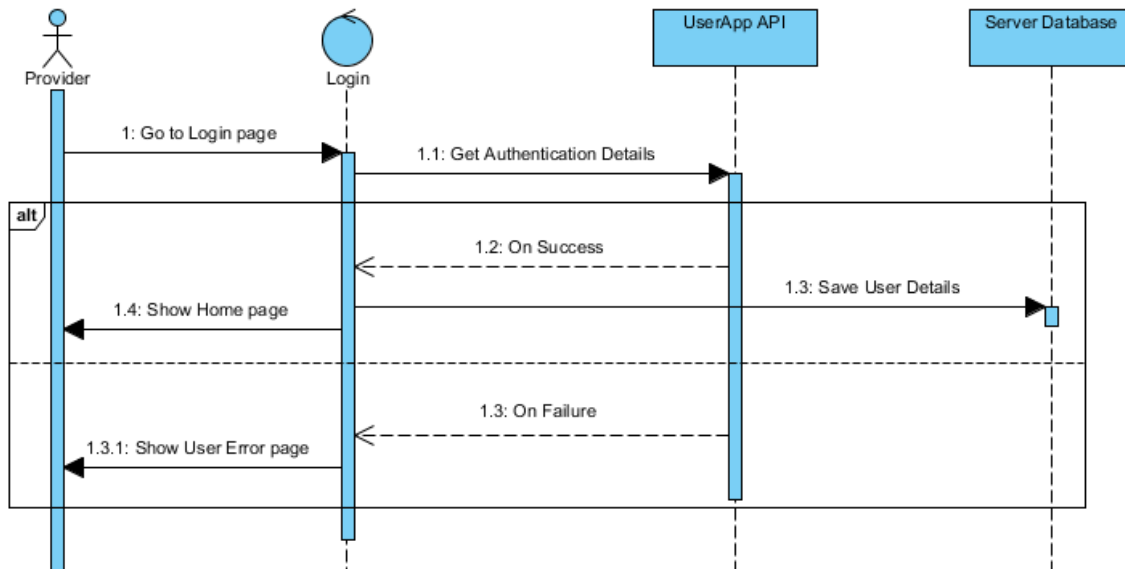 UserApp API
Server Database
Provider
Login
1: Go to Login page
1.1: Get Authentication Details
alt
1.2: On Success
1.3: Save User Details
1.4: Show Home page
1.3: On Failure
1.3.1: Show User Error page